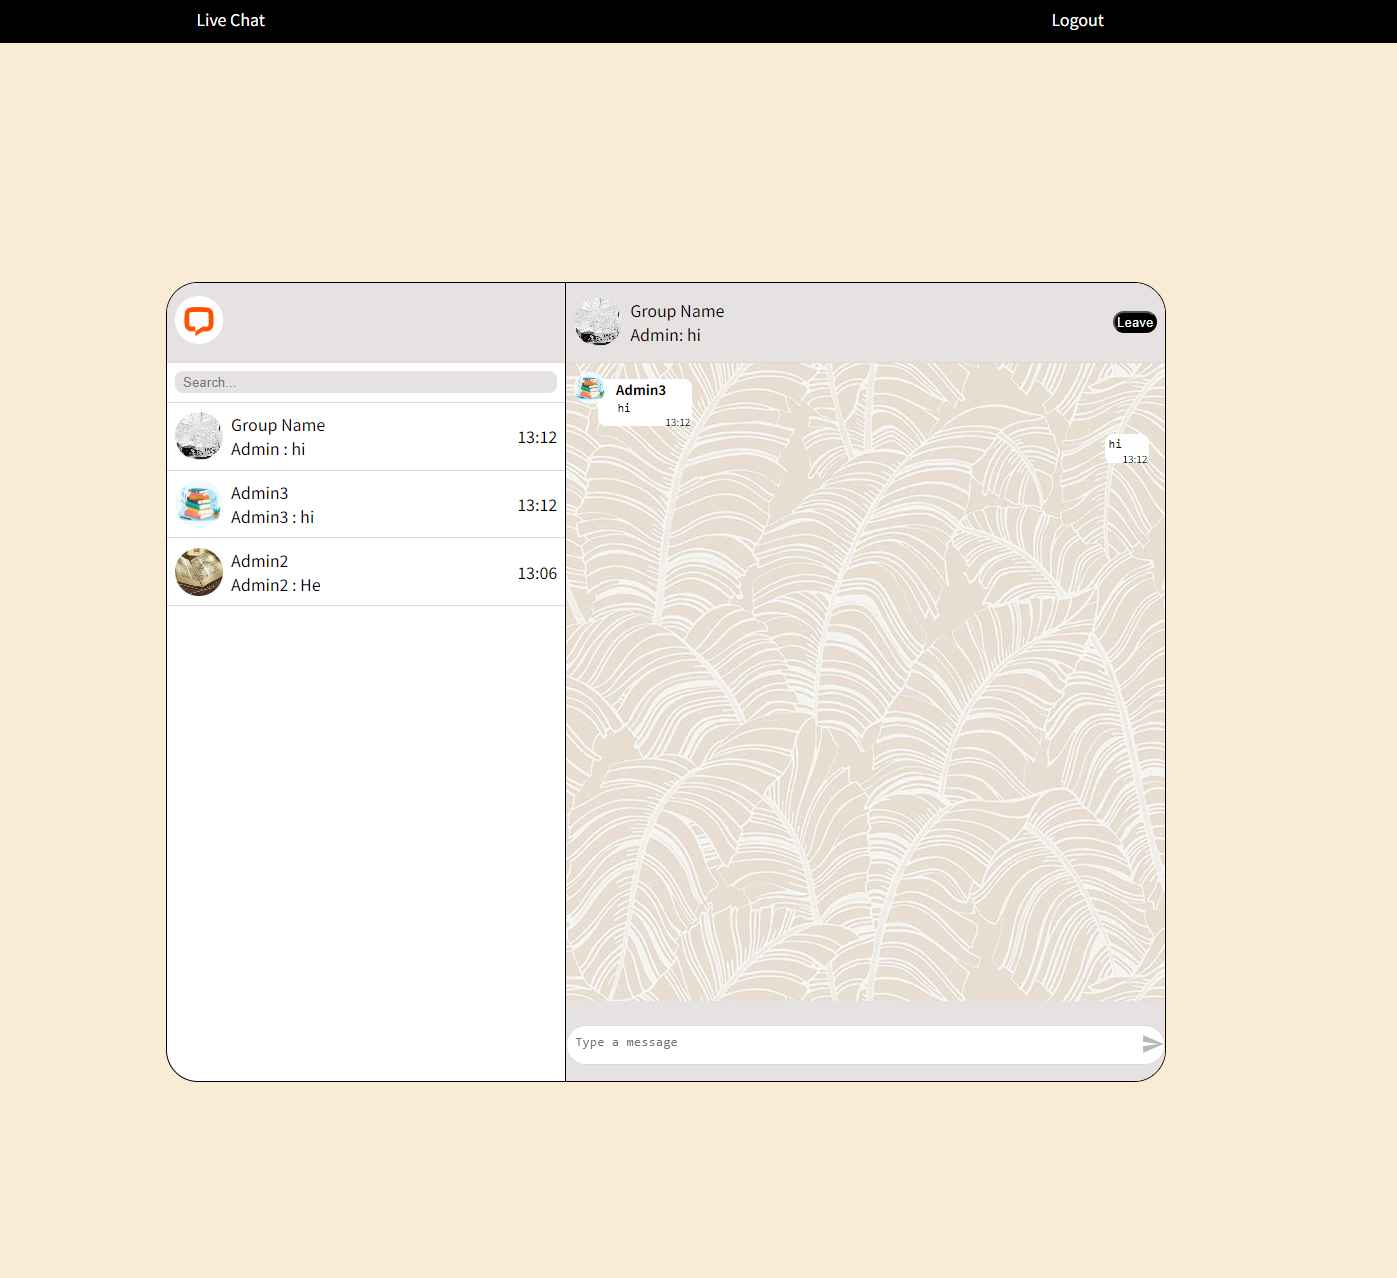 Live Chat
Logout
Group Name
Admin: hi
Leave
Search...
Group Name
Admin : hi
13:12
Admin3
Admin3 : hi
13:12
Admin2
Admin2 : He
13:06
Admin3
hi
13:12
hi
13:12
Type a message